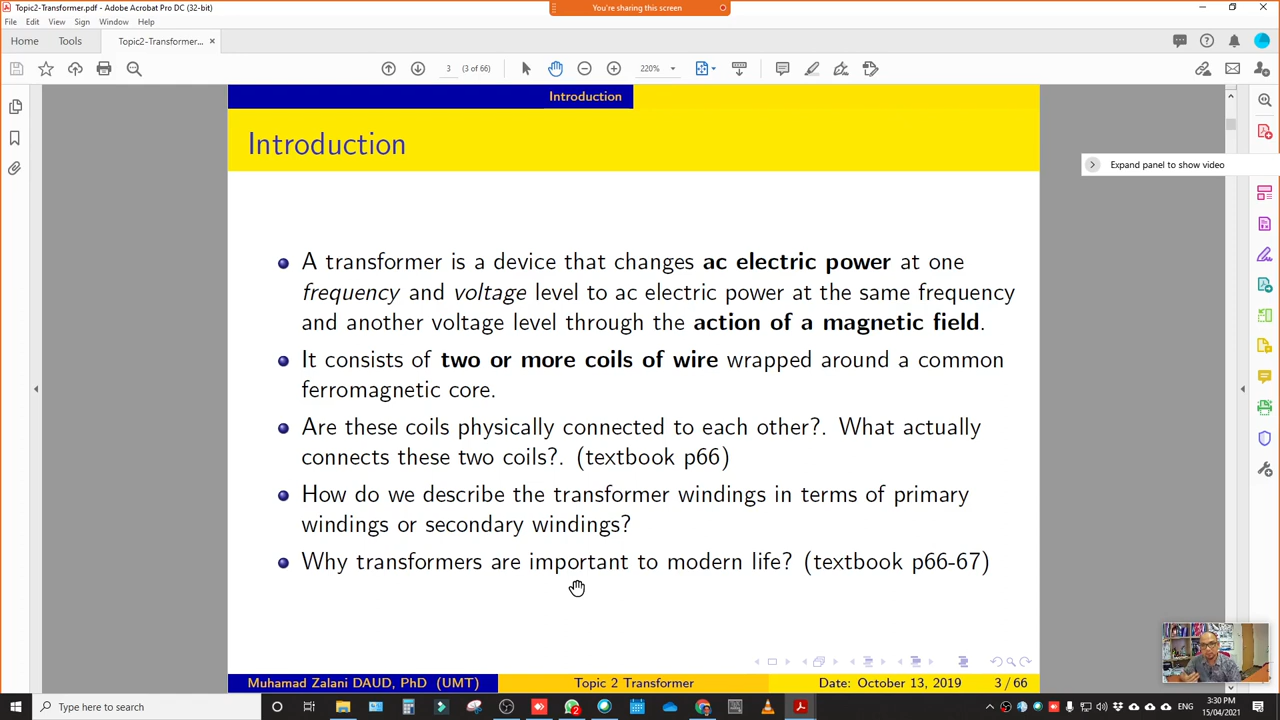 Topic2-Transformer.pdf - Adobe Acrobat Pro DC (32-bit)
You're sharing this screen
File Edit View Sign Window Help
Home Tools Topic2-Transformer... ×
3 (3 of 66) 220%
Introduction
Introduction
Expand panel to show video
A transformer is a device that changes ac electric power at one
frequency and voltage level to ac electric power at the same frequency
and another voltage level through the action of a magnetic field.
It consists of two or more coils of wire wrapped around a common
ferromagnetic core.
Are these coils physically connected to each other?. What actually
connects these two coils?. (textbook p66)
How do we describe the transformer windings in terms of primary
windings or secondary windings?
Why transformers are important to modern life? (textbook p66-67)
Muhamad Zalani DAUD, PhD (UMT) Topic 2 Transformer Date: October 13, 2019 3 / 66
Type here to search
3:30 PM
15/04/2021